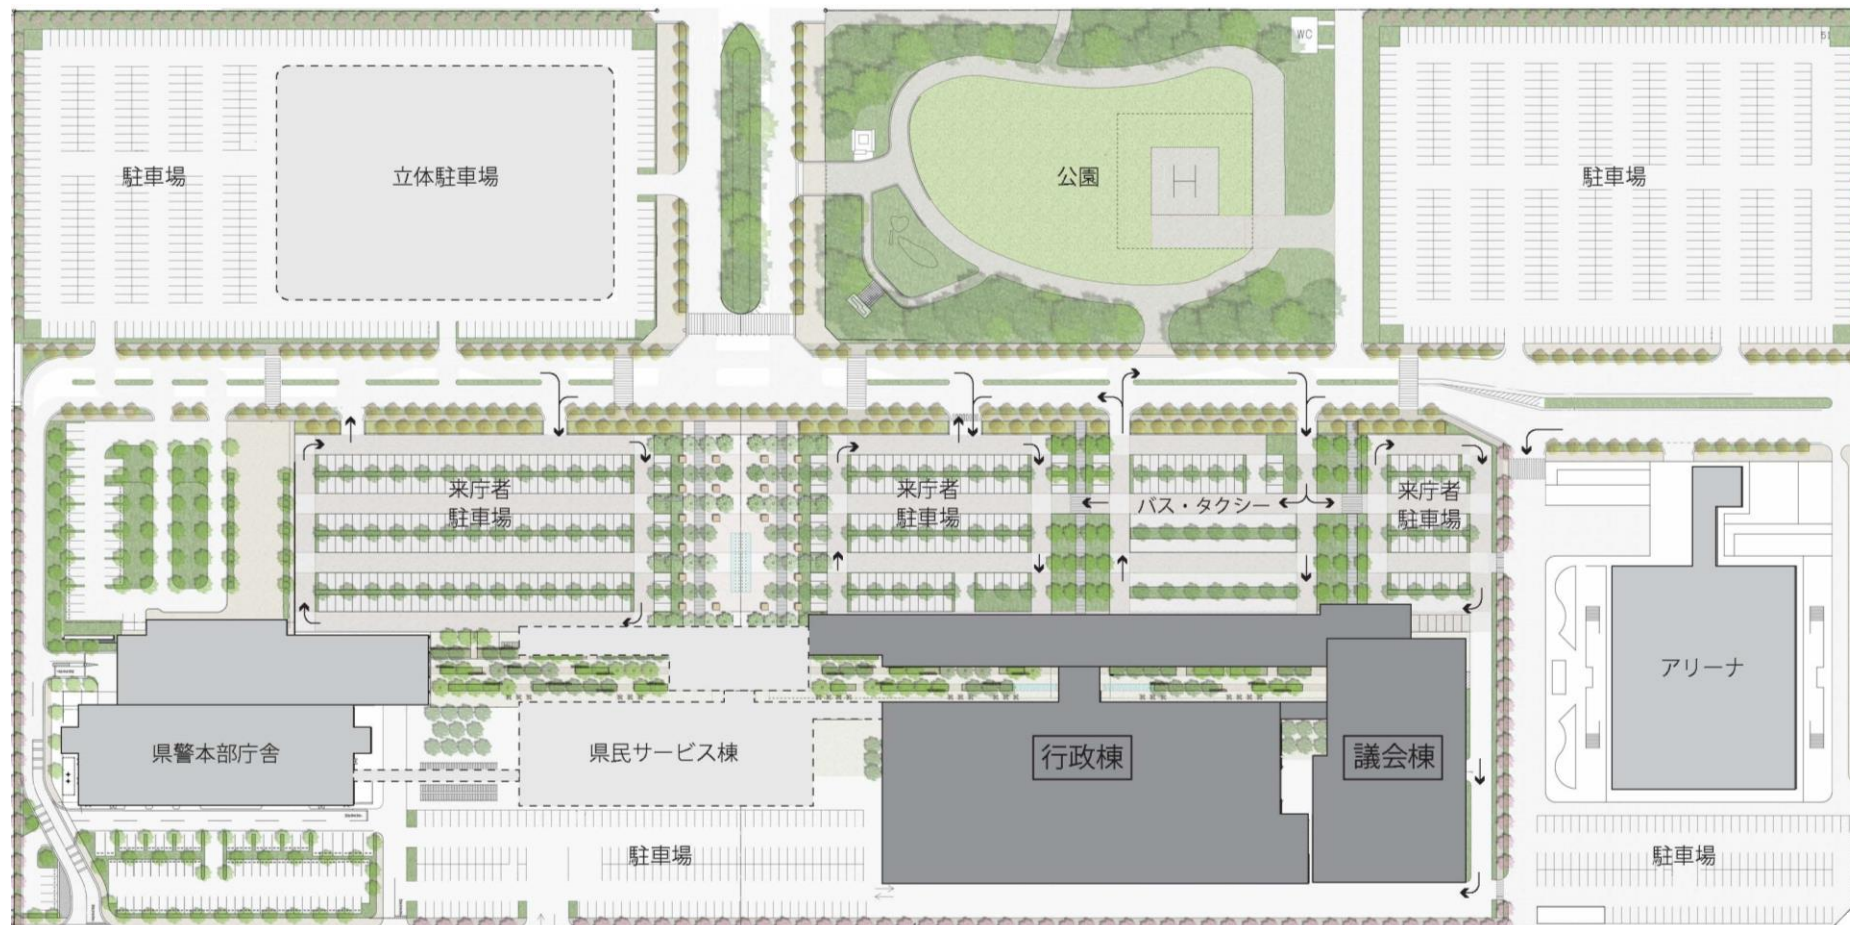 WC
駐車場
立体駐車場
公園
H
駐車場
来庁者
駐車場
来庁者
駐車場
バス・タクシー
来庁者
駐車場
アリーナ
県警本部庁舎
県民サービス棟
行政棟
議会棟
駐車場
駐車場